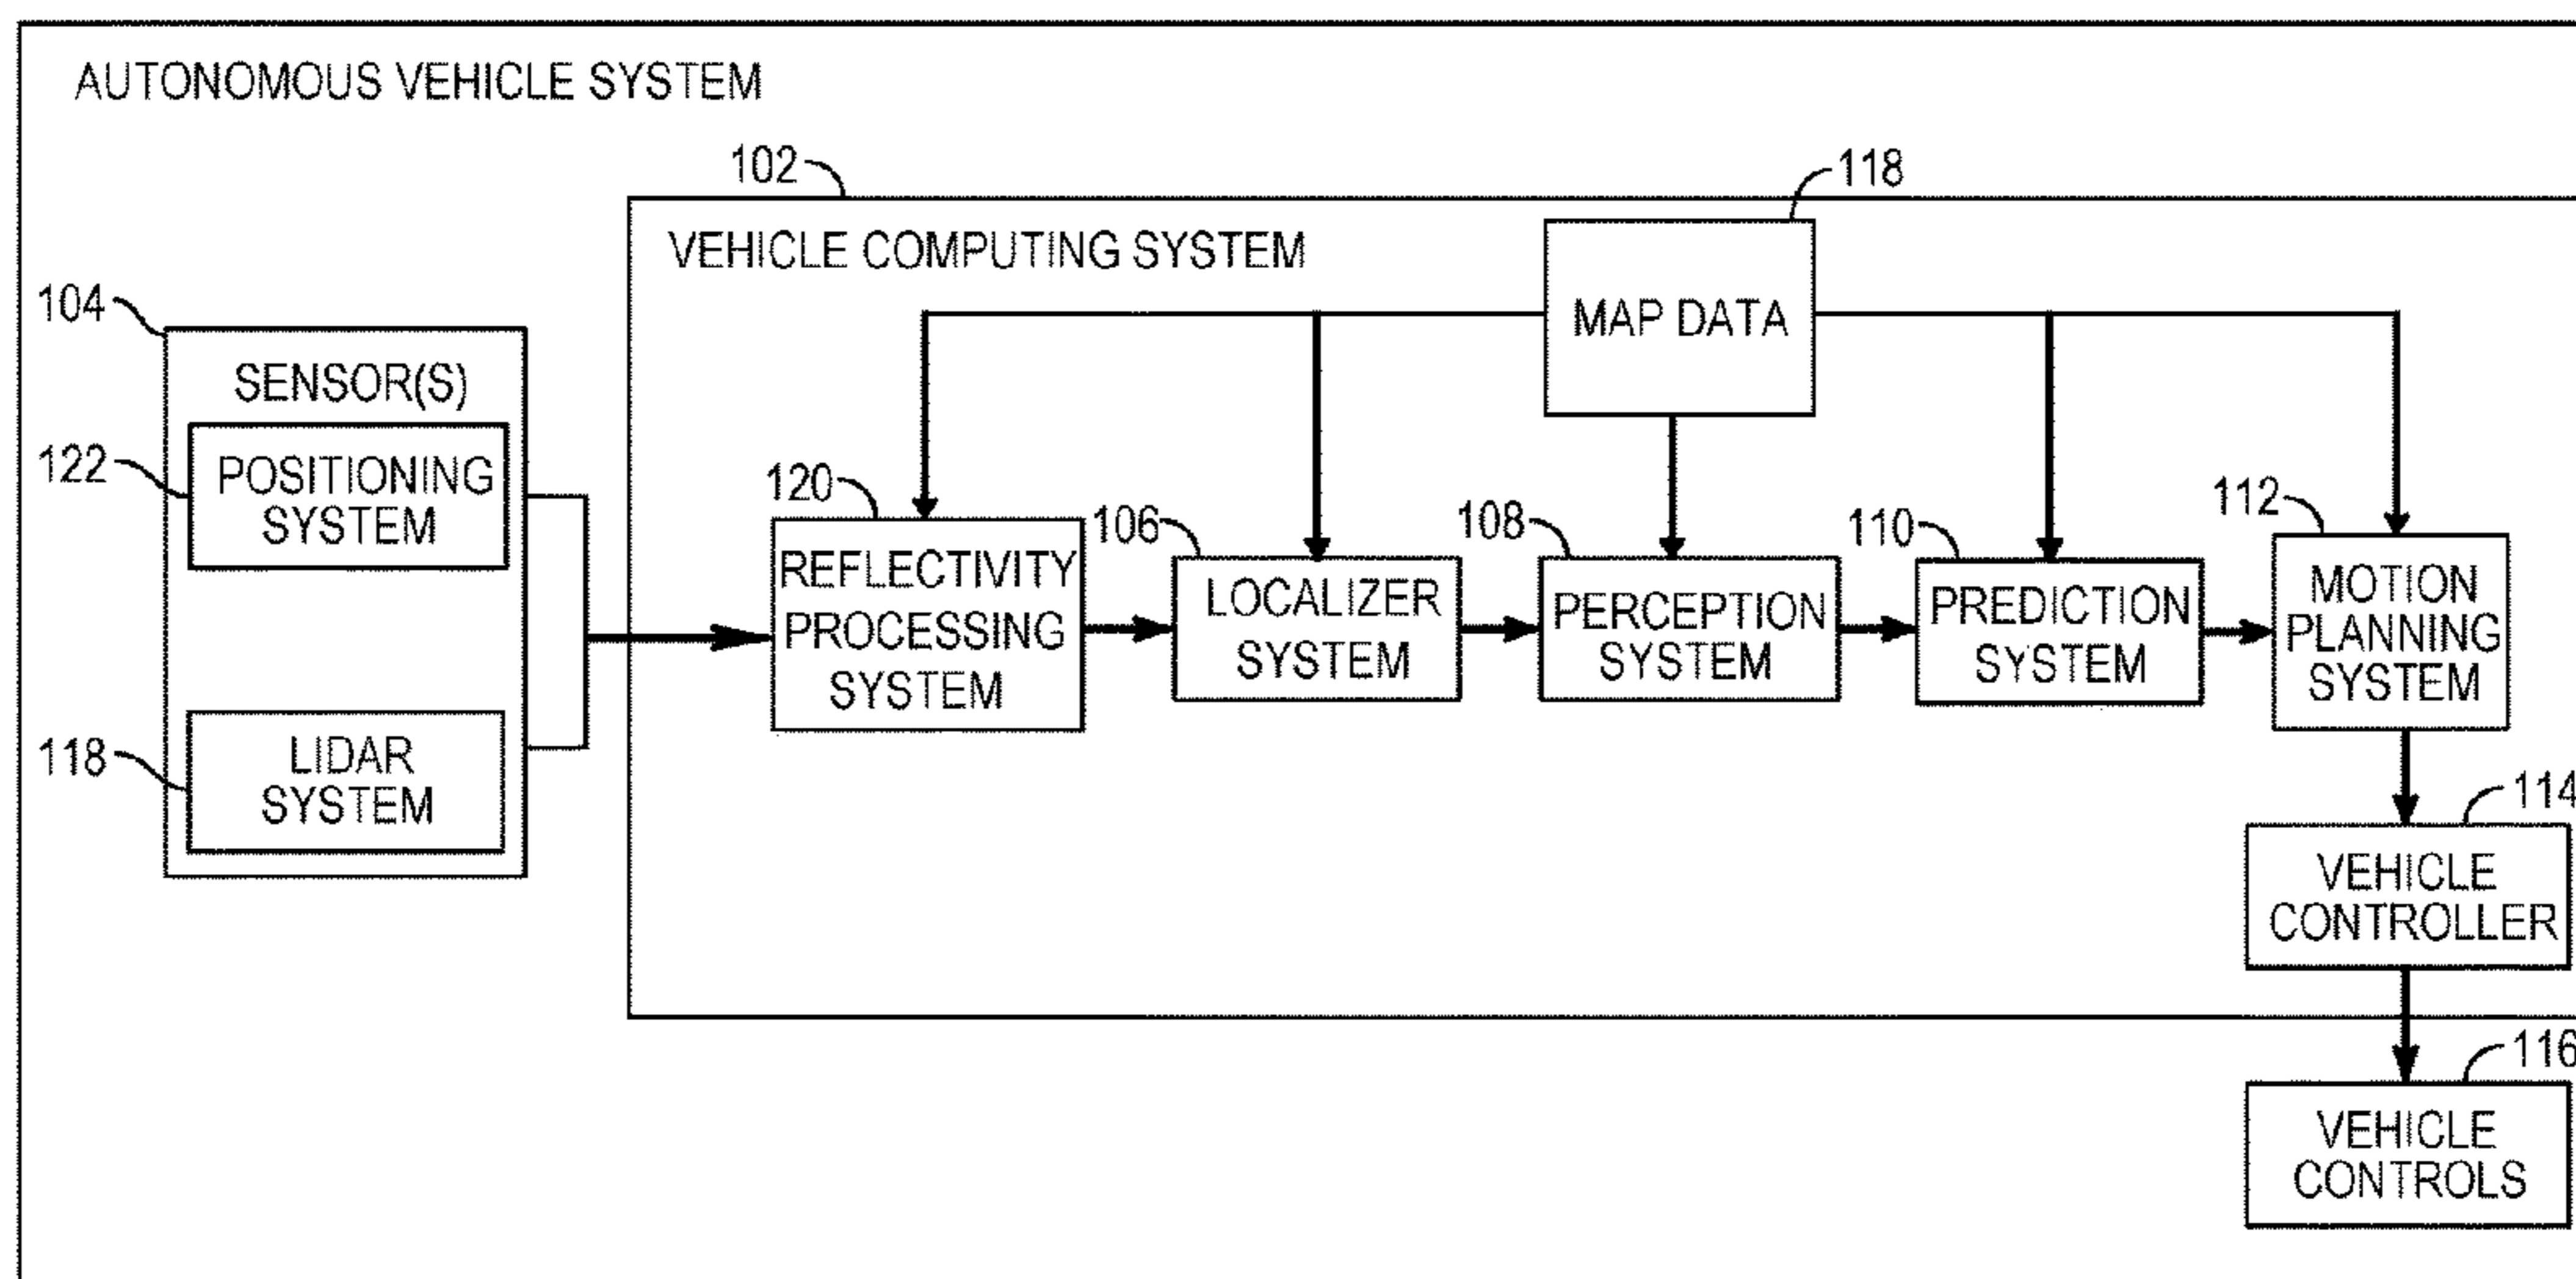 AUTONOMOUS VEHICLE SYSTEM
102
118
VEHICLE COMPUTING SYSTEM
MAP DATA
104
SENSOR(S)
122
POSITIONING
SYSTEM
118
LIDAR
SYSTEM
120
REFLECTIVITY
PROCESSING
SYSTEM
106
LOCALIZER
SYSTEM
108
PERCEPTION
SYSTEM
110
PREDICTION
SYSTEM
112
MOTION
PLANNING
SYSTEM
114
VEHICLE
CONTROLLER
116
VEHICLE
CONTROLS